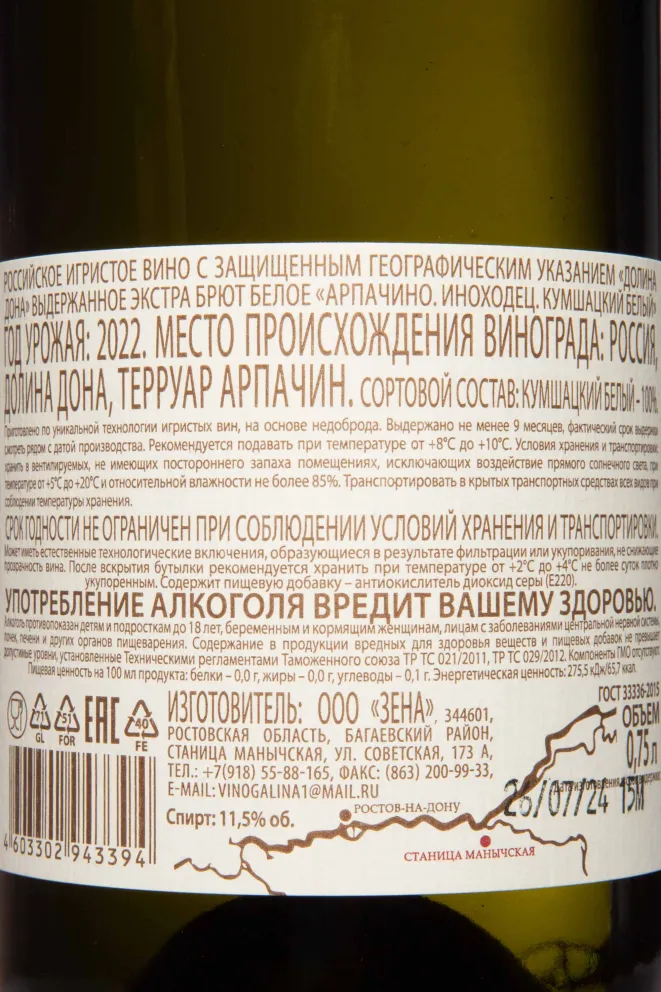 РОССИЙСКОЕ ИГРИСТОЕ ВИНО С ЗАЩИЩЕННЫМ ГЕОГРАФИЧЕСКИМ УКАЗАНИЕМ «ДОЛИНА
ДОНА» ВЫДЕРЖАННОЕ ЭКСТРА БРЮТ БЕЛОЕ «АРПАЧИНО. ИНОХОДЕЦ. КУМШАЦКИЙ БЕЛЫЙ»
ГОД УРОЖАЯ: 2022. МЕСТО ПРОИСХОЖДЕНИЯ ВИНОГРАДА: РОССИЯ,
ДОЛИНА ДОНА, ТЕРРУАР АРПАЧИН. СОРТОВОЙ СОСТАВ: КУМШАЦКИЙ БЕЛЫЙ – 100%.
Приготовлено по уникальной технологии игристых вин, на основе недоброда. Выдержано не менее 9 месяцев, фактический срок выдержки
смотреть рядом с датой производства. Рекомендуется подавать при температуре от +8°С до +10°С. Условия хранения и транспортировки:
хранить в вентилируемых, не имеющих постороннего запаха помещениях, исключающих воздействие прямого солнечного света, при
температуре от +5°С до +20°С и относительной влажности не более 85%. Транспортировать в крытых транспортных средствах всех видов при
соблюдении температуры хранения.
СРОК ГОДНОСТИ НЕ ОГРАНИЧЕН ПРИ СОБЛЮДЕНИИ УСЛОВИЙ ХРАНЕНИЯ И ТРАНСПОРТИРОВКИ.
Может иметь естественные технологические включения, образующиеся в результате фильтрации или укупоривания, не снижающие
прозрачность вина. После вскрытия бутылки рекомендуется хранить при температуре от +2°С до +4°С не более суток плотно
укупоренным. Содержит пищевую добавку – антиокислитель диоксид серы (Е220).
УПОТРЕБЛЕНИЕ АЛКОГОЛЯ ВРЕДИТ ВАШЕМУ ЗДОРОВЬЮ.
Алкоголь противопоказан детям и подросткам до 18 лет, беременным и кормящим женщинам, лицам с заболеваниями центральной нервной системы,
почек, печени и других органов пищеварения. Содержание в продукции вредных для здоровья веществ и пищевых добавок не превышает
допустимые уровни, установленные Техническими регламентами Таможенного союза ТР ТС 021/2011, ТР ТС 029/2012. Компоненты ГМО отсутствуют.
Пищевая ценность на 100 мл продукта: белки – 0,0 г, жиры – 0,0 г, углеводы – 0,1 г. Энергетическая ценность: 275,5 кДж/65,7 ккал.
ГОСТ 33336-2015
71 GL
51 FOR
ЕАС
40 FE
ИЗГОТОВИТЕЛЬ: ООО «ЗЕНА», 344601,
РОСТОВСКАЯ ОБЛАСТЬ, БАГАЕВСКИЙ РАЙОН,
СТАНИЦА МАНЫЧСКАЯ, УЛ. СОВЕТСКАЯ, 173 А,
ТЕЛ.: +7(918) 55-88-165, ФАКС: (863) 200-99-33,
E-MAIL: VINOGALINA1@MAIL.RU
Спирт: 11,5% об.
ОБЪЕМ
0,75 л
Дата изготовления
26/07/24 15М
РОСТОВ-НА-ДОНУ
СТАНИЦА МАНЫЧСКАЯ
4 603302 943394